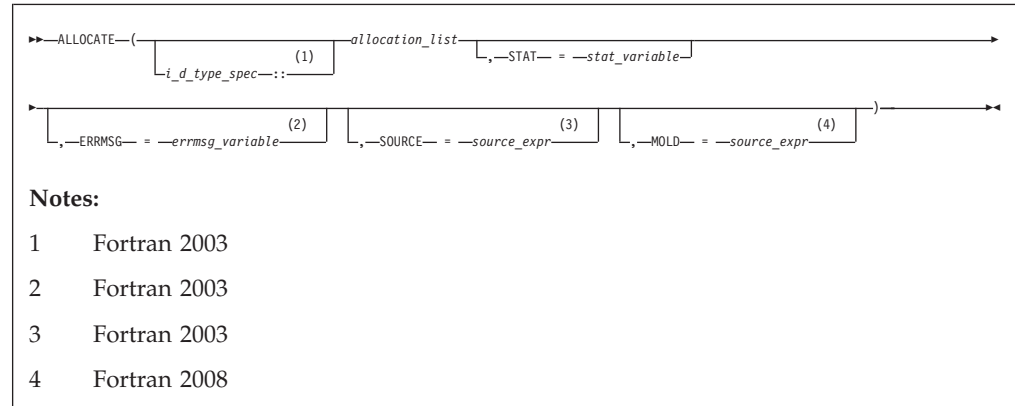 ALLOCATE ( allocation_list , STAT = stat_variable
(1)
i_d_type_spec ::
, ERRMSG = errmsg_variable , SOURCE = source_expr , MOLD = source_expr )
(2) (3) (4)
Notes:
1 Fortran 2003
2 Fortran 2003
3 Fortran 2003
4 Fortran 2008